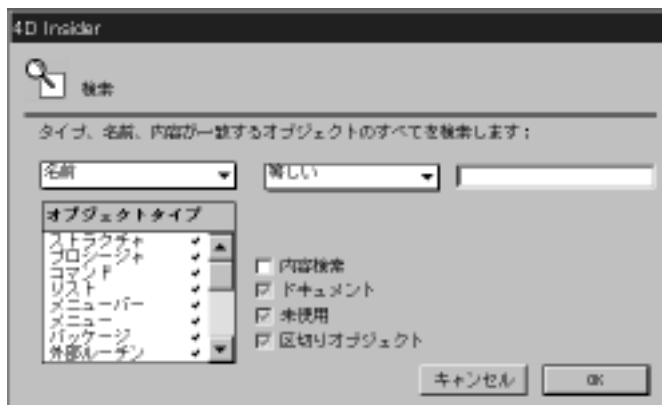 4D Insider
検索
タイプ、名前、内容が一致するオブジェクトのすべてを検索します：
名前 等しい
オブジェクトタイプ
ストラクチャ
プロシージャ
コマンド
リスト
メニューバー
メニュー
パッケージ
外部ルーチン
内容検索
ドキュメント
未使用
区切りオブジェクト
キャンセル OK